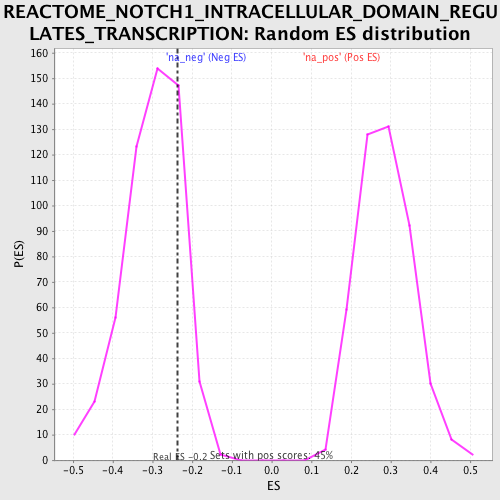 REACTOME_NOTCH1_INTRACELLULAR_DOMAIN_REGU
LATES_TRANSCRIPTION: Random ES distribution
'na_neg' (Neg ES) 'na_pos' (Pos ES)
160
150
140
130
120
110
100
90
80
70
60
50
40
30
20
10
0
P(ES)
Real ES -0.2 Sets with pos scores: 45%
-0.5 -0.4 -0.3 -0.2 -0.1 0.0 0.1 0.2 0.3 0.4 0.5
ES